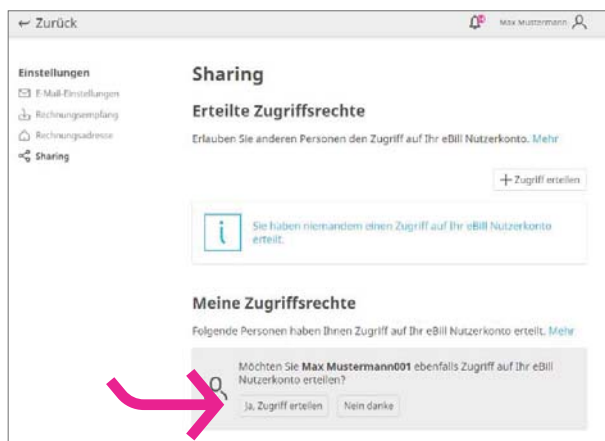 ← Zurück
Max Mustermann
Einstellungen
E-Mail-Einstellungen
Rechnungsempfang
Rechnungsadresse
Sharing
Sharing
Erteilte Zugriffsrechte
Erlauben Sie anderen Personen den Zugriff auf Ihr eBill Nutzerkonto. Mehr
+ Zugriff erteilen
i
Sie haben niemandem einen Zugriff auf Ihr eBill Nutzerkonto
erteilt.
Meine Zugriffsrechte
Folgende Personen haben Ihnen Zugriff auf Ihr eBill Nutzerkonto erteilt. Mehr
Möchten Sie Max Mustermann001 ebenfalls Zugriff auf Ihr eBill
Nutzerkonto erteilen?
Ja, Zugriff erteilen
Nein danke